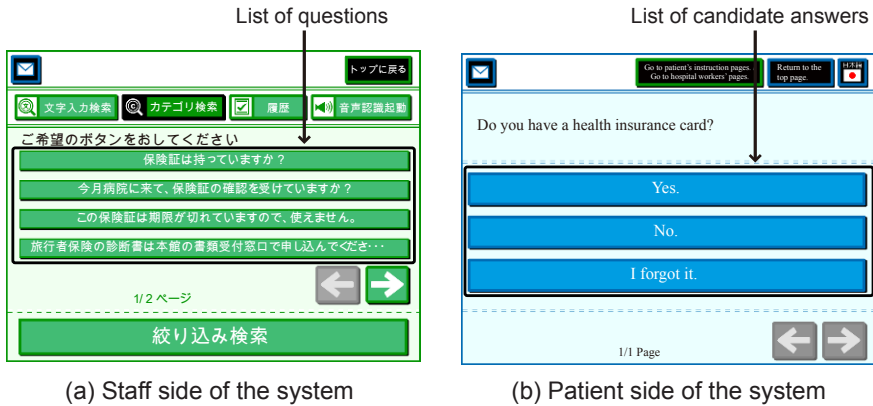 List of questions
List of candidate answers
トップに戻る
文字入力検索
カテゴリ検索
履歴
音声認識起動
ご希望のボタンをおしてください
保険証は持っていますか？
今月病院に来て、保険証の確認を受けていますか？
この保険証は期限が切れていますので、使えません。
旅行者保険の診断書は本館の書類受付窓口で申し込んでくださ・・・
1/2 ページ
絞り込み検索
(a) Staff side of the system
Go to patient's instruction pages.
Go to hospital workers' pages.
Return to the
top page.
日本語
Do you have a health insurance card?
Yes.
No.
I forgot it.
1/1 Page
(b) Patient side of the system